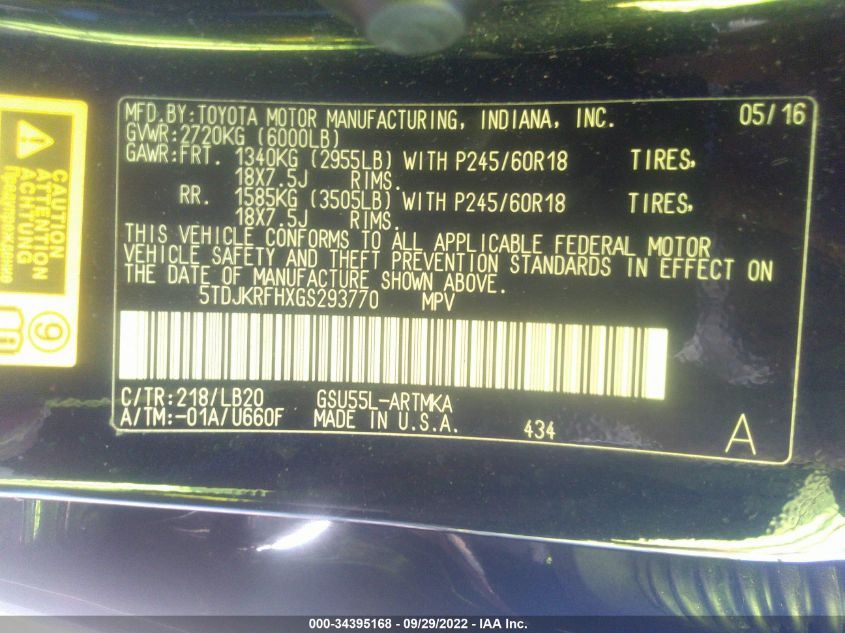 MFD.BY:TOYOTA MOTOR MANUFACTURING, INDIANA, INC. 05/16
GVWR:2720KG (6000LB)
GAWR:FRT. 1340KG (2955LB) WITH P245/60R18 TIRES,
18X7.5J RIMS.
RR. 1585KG (3505LB) WITH P245/60R18 TIRES,
18X7.5J RIMS.
THIS VEHICLE CONFORMS TO ALL APPLICABLE FEDERAL MOTOR
VEHICLE SAFETY AND THEFT PREVENTION STANDARDS IN EFFECT ON
THE DATE OF MANUFACTURE SHOWN ABOVE.
5TDJKRFHXGS293770 MPV
C/TR:218/LB20 GSU55L-ARTMKA
A/TM:-01A/U660F MADE IN U.S.A. 434 A
CAUTION
ATTENTION
ACHTUNG
9
000-34395168 - 09/29/2022 - IAA Inc.